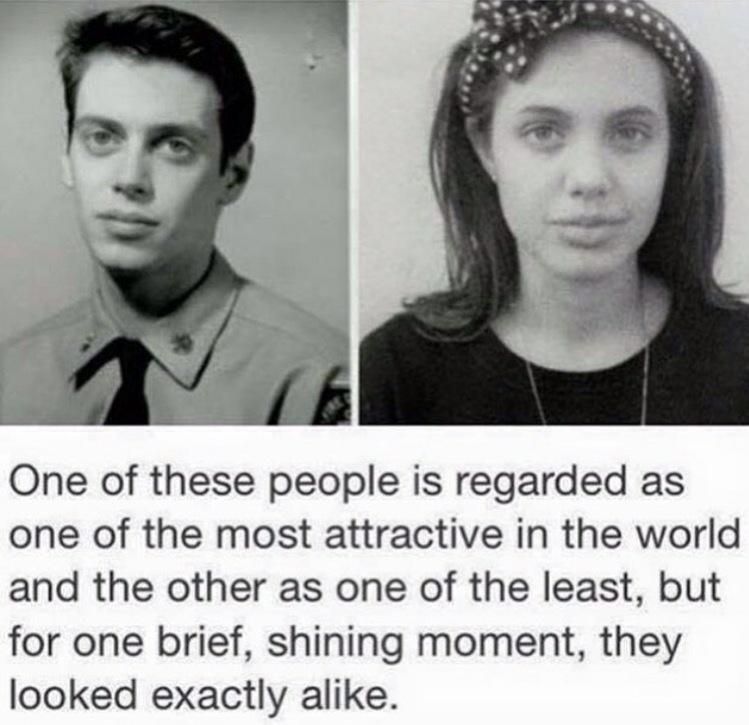 One of these people is regarded as
one of the most attractive in the world
and the other as one of the least, but
for one brief, shining moment, they
looked exactly alike.